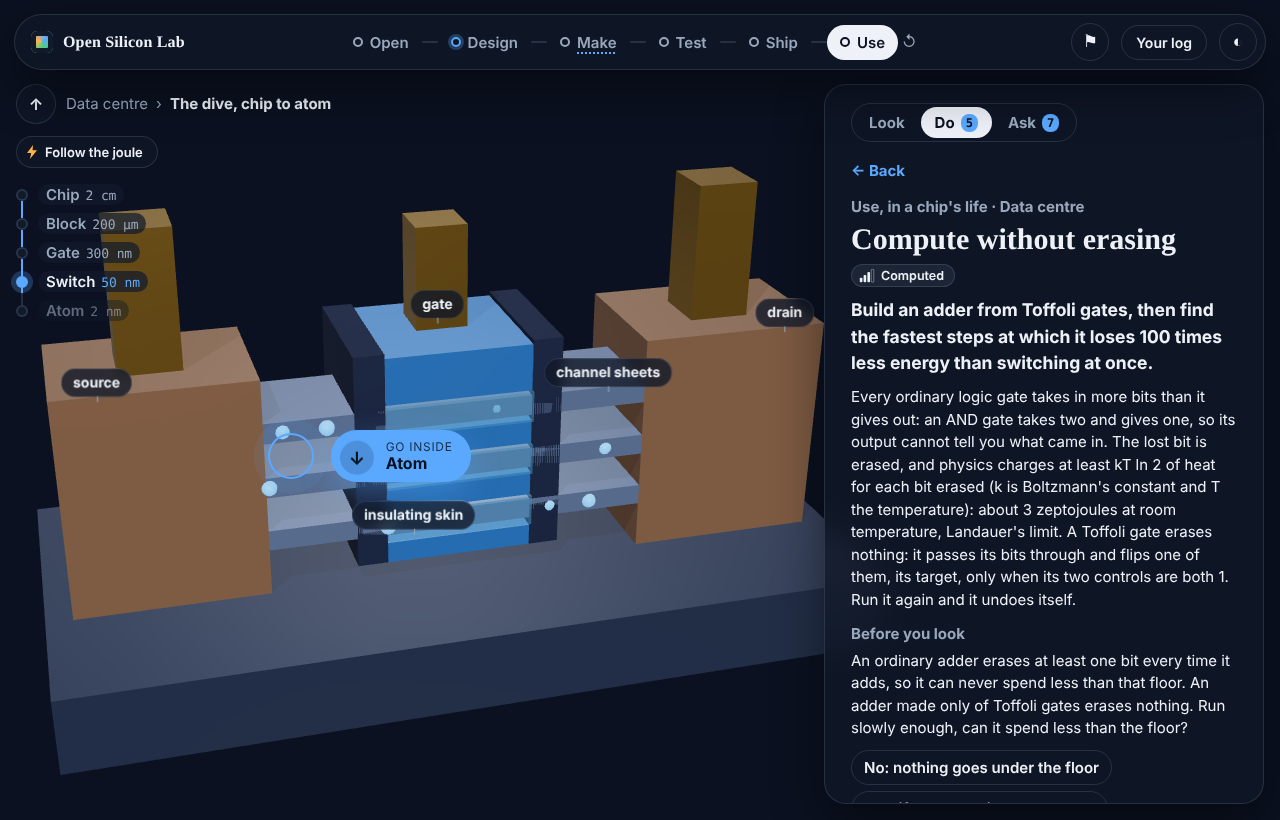 Open Silicon Lab
Open
Design
Make
Test
Ship
Use
Your log
Data centre › The dive, chip to atom
Follow the joule
Chip 2 cm
Block 200 µm
Gate 300 nm
Switch 50 nm
Atom 2 nm
gate
drain
source
channel sheets
GO INSIDE
Atom
insulating skin
Look
Do 5
Ask 7
← Back
Use, in a chip's life · Data centre
Compute without erasing
Computed
Build an adder from Toffoli gates, then find
the fastest steps at which it loses 100 times
less energy than switching at once.
Every ordinary logic gate takes in more bits than it
gives out: an AND gate takes two and gives one, so its
output cannot tell you what came in. The lost bit is
erased, and physics charges at least kT ln 2 of heat
for each bit erased (k is Boltzmann's constant and T
the temperature): about 3 zeptojoules at room
temperature, Landauer's limit. A Toffoli gate erases
nothing: it passes its bits through and flips one of
them, its target, only when its two controls are both 1.
Run it again and it undoes itself.
Before you look
An ordinary adder erases at least one bit every time it
adds, so it can never spend less than that floor. An
adder made only of Toffoli gates erases nothing. Run
slowly enough, can it spend less than the floor?
No: nothing goes under the floor